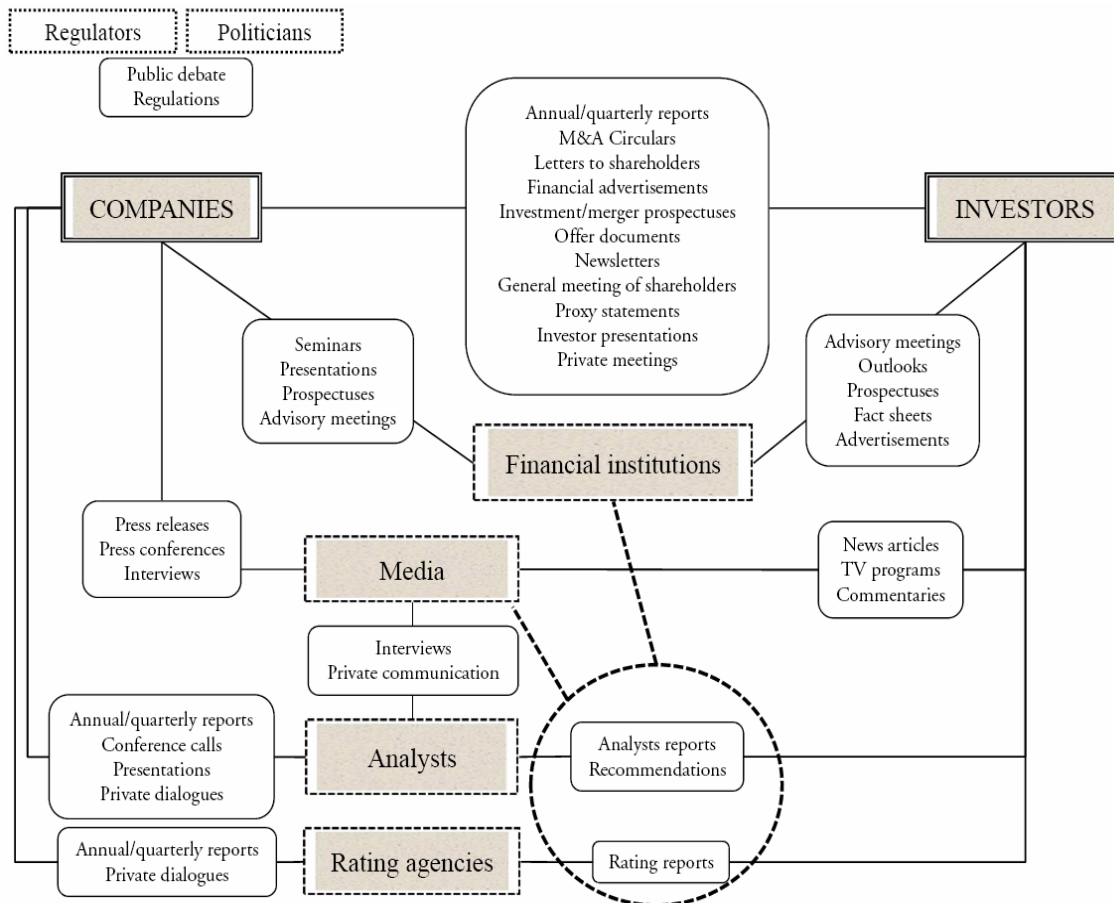 Regulators
Politicians
Public debate
Regulations
Annual/quarterly reports
M&A Circulars
Letters to shareholders
Financial advertisements
Investment/merger prospectuses
Offer documents
Newsletters
General meeting of shareholders
Proxy statements
Investor presentations
Private meetings
COMPANIES
INVESTORS
Seminars
Presentations
Prospectuses
Advisory meetings
Advisory meetings
Outlooks
Prospectuses
Fact sheets
Advertisements
Financial institutions
Press releases
Press conferences
Interviews
Media
News articles
TV programs
Commentaries
Interviews
Private communication
Annual/quarterly reports
Conference calls
Presentations
Private dialogues
Analysts
Analysts reports
Recommendations
Annual/quarterly reports
Private dialogues
Rating agencies
Rating reports